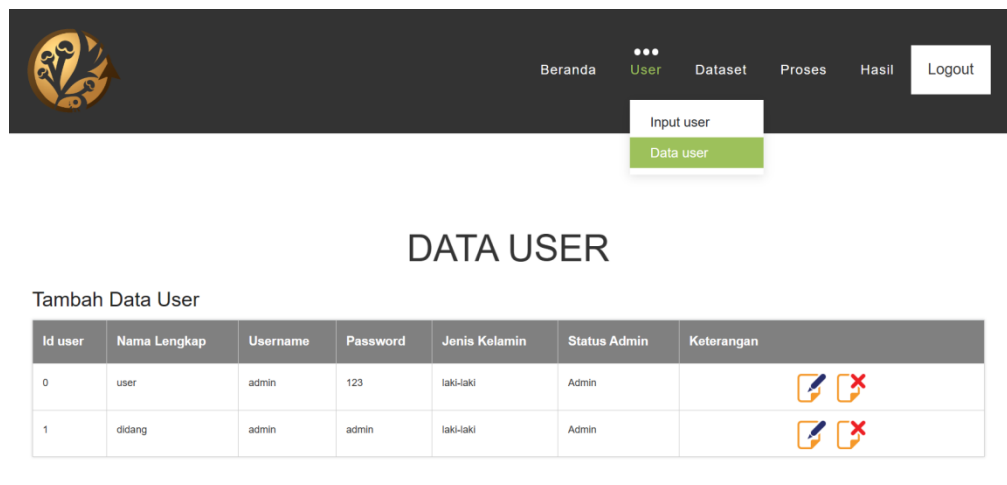 Beranda User Dataset Proses Hasil Logout
Input user
Data user
DATA USER
Tambah Data User
Id user Nama Lengkap Username Password Jenis Kelamin Status Admin Keterangan
0 user admin 123 laki-laki Admin
1 didang admin admin laki-laki Admin